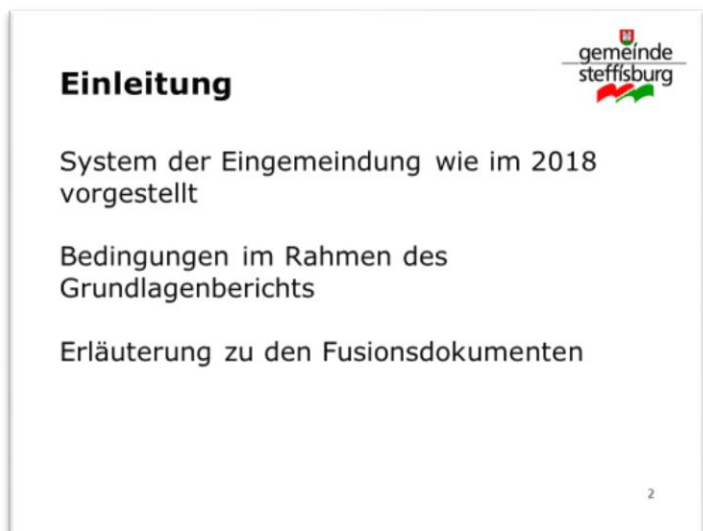 gemeinde
steffisburg
Einleitung
System der Eingemeindung wie im 2018
vorgestellt
Bedingungen im Rahmen des
Grundlagenberichts
Erläuterung zu den Fusionsdokumenten
2